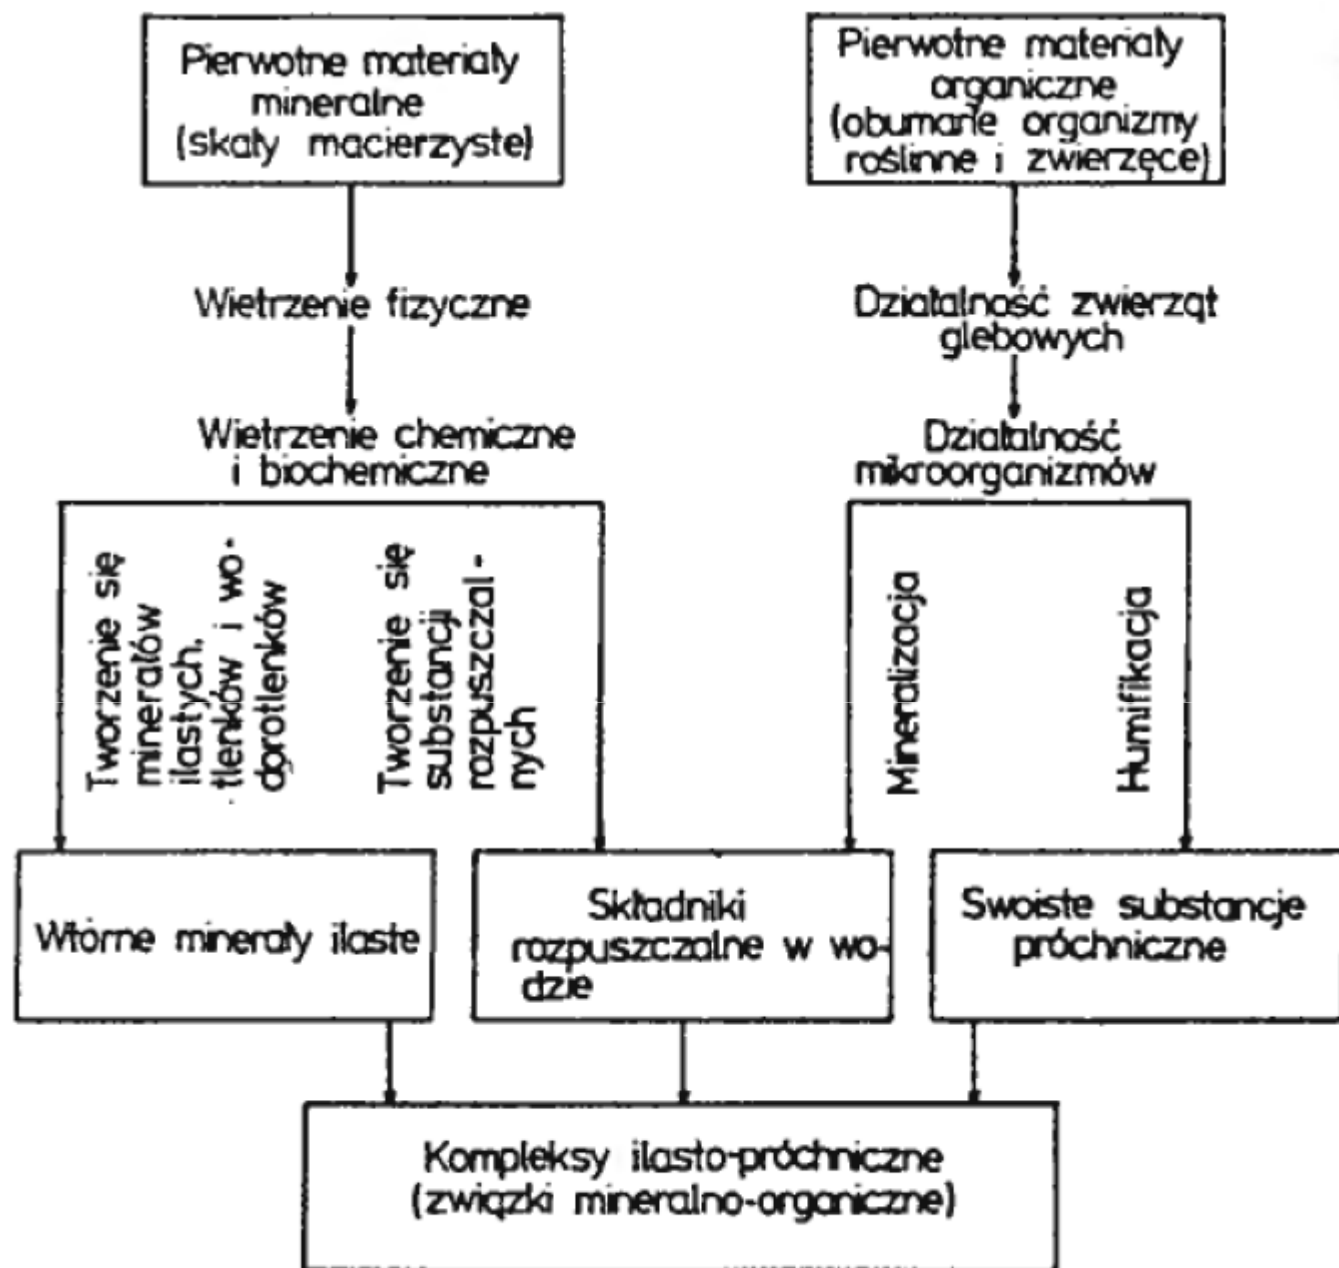 Pierwotne materiały
mineralne
(skały macierzyste)
Pierwotne materiały
organiczne
(obumarłe organizmy
roślinne i zwierzęce)
Wietrzenie fizyczne
Działalność zwierząt
glebowych
Wietrzenie chemiczne
i biochemiczne
Działalność
mikroorganizmów
Tworzenie się
minerałów
ilastych,
tlenków i wo-
dorotlenków
Tworzenie się
substancji
rozpuszczal-
nych
Mineralizacja
Humifikacja
Wtórne minerały ilaste
Składniki
rozpuszczalne w wo-
dzie
Swoiste substancje
próchniczne
Kompleksy ilasto-próchniczne
(związki mineralno-organiczne)